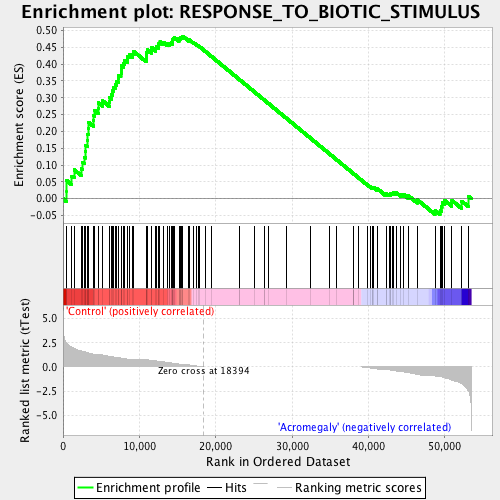 Enrichment plot: RESPONSE_TO_BIOTIC_STIMULUS
Enrichment score (ES)
0.50
0.45
0.40
0.35
0.30
0.25
0.20
0.15
0.10
0.05
0.00
-0.05
'Control' (positively correlated)
Ranked list metric (tTest)
5.0
2.5
0.0
-2.5
-5.0
Zero cross at 18394
'Acromegaly' (negatively correlated)
0
10,000
20,000
30,000
40,000
50,000
Rank in Ordered Dataset
Enrichment profile
Hits
Ranking metric scores